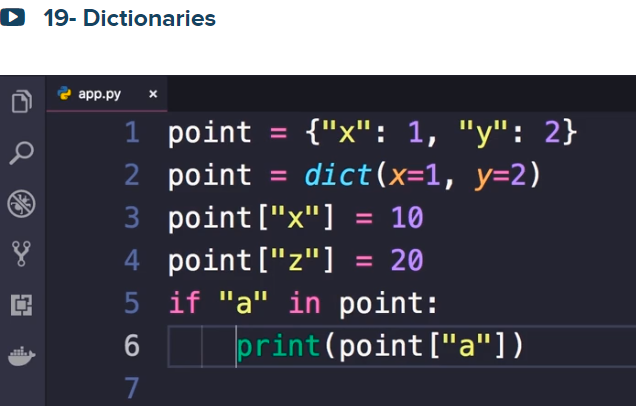 19- Dictionaries
app.py ×
1 point = {"x": 1, "y": 2}
2 point = dict(x=1, y=2)
3 point["x"] = 10
4 point["z"] = 20
5 if "a" in point:
6     print(point["a"])
7